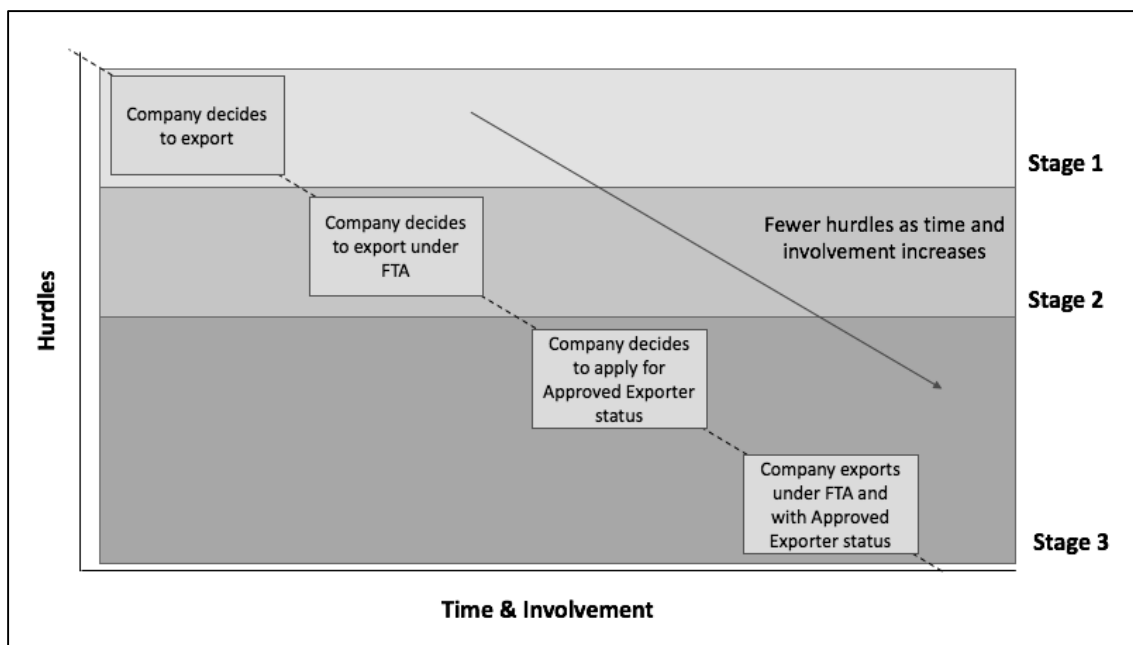 Company decides
to export
Stage 1
Company decides
to export under
FTA
Fewer hurdles as time and
involvement increases
Stage 2
Hurdles
Company decides
to apply for
Approved Exporter
status
Company exports
under FTA and
with Approved
Exporter status
Stage 3
Time & Involvement